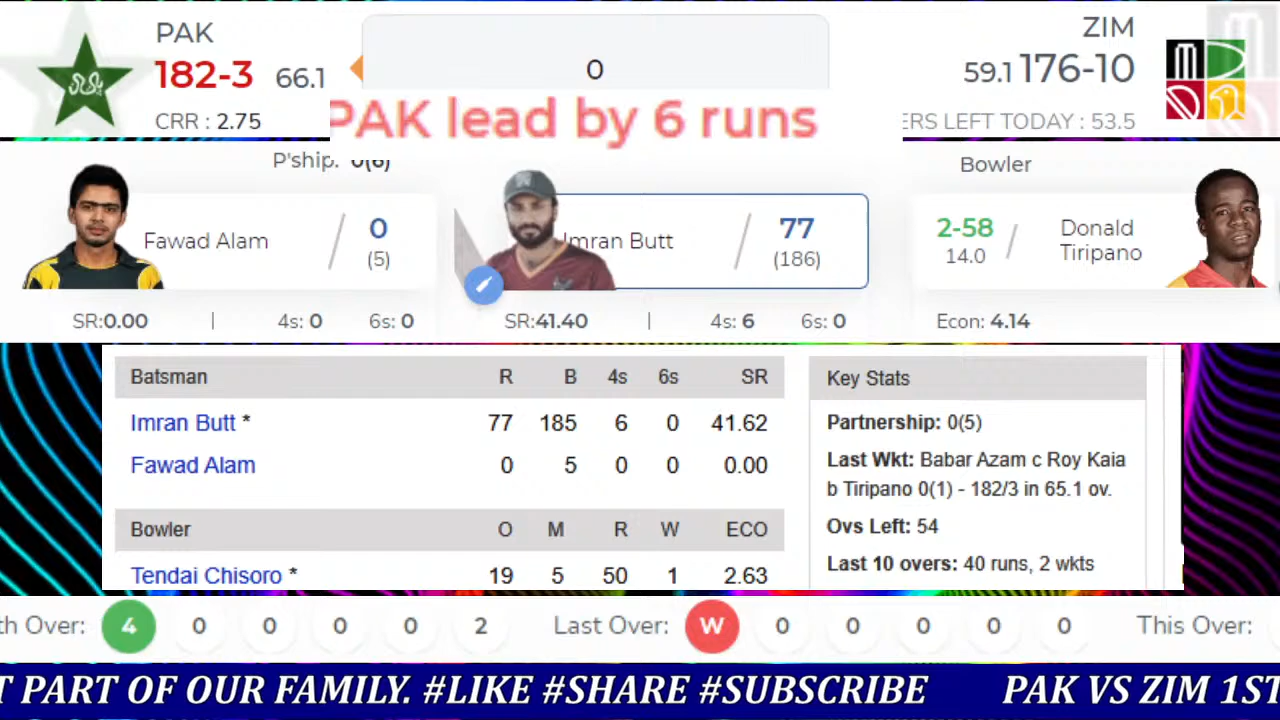 PAK
182-3 66.1
CRR : 2.75
0
PAK lead by 6 runs
ZIM
59.1 176-10
ERS LEFT TODAY : 53.5
P'ship. 0(6)
Fawad Alam
0
(5)
SR:0.00 | 4s: 0 6s: 0
Imran Butt
77
(186)
SR:41.40 | 4s: 6 6s: 0
Bowler
2-58
14.0
Donald
Tiripano
Econ: 4.14
Batsman R B 4s 6s SR
Imran Butt * 77 185 6 0 41.62
Fawad Alam 0 5 0 0 0.00
Bowler O M R W ECO
Tendai Chisoro * 19 5 50 1 2.63
Key Stats
Partnership: 0(5)
Last Wkt: Babar Azam c Roy Kaia
b Tiripano 0(1) - 182/3 in 65.1 ov.
Ovs Left: 54
Last 10 overs: 40 runs, 2 wkts
th Over: 4 0 0 0 0 2 Last Over: W 0 0 0 0 0 This Over:
T PART OF OUR FAMILY. #LIKE #SHARE #SUBSCRIBE PAK VS ZIM 1ST